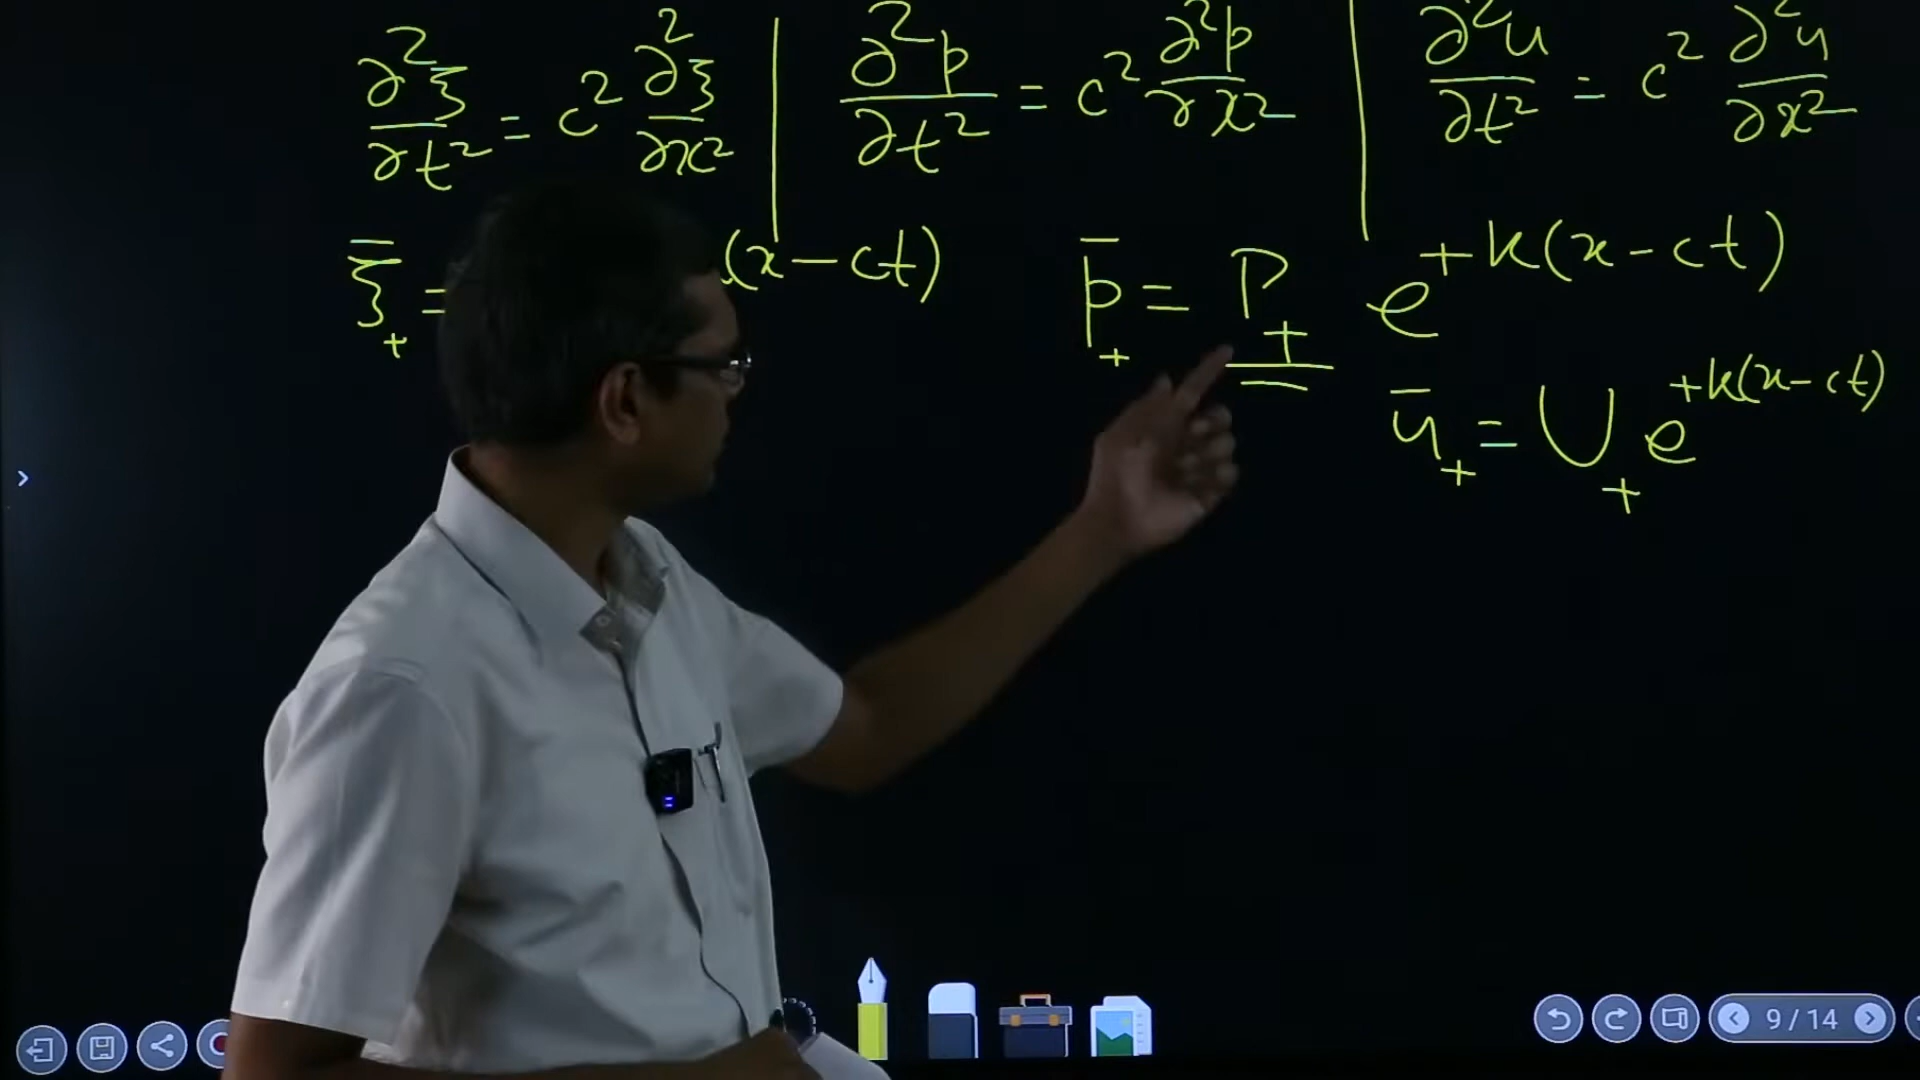 ∂²ξ/∂t² = c² ∂²ξ/∂x² | ∂²p/∂t² = c² ∂²p/∂x² | ∂²u/∂t² = c² ∂²u/∂x²
ξ̄₊ = (x-ct) p̄₊ = P₊ e^{+k(x-ct)}
ū₊ = U₊ e^{+k(x-ct)}
9/14